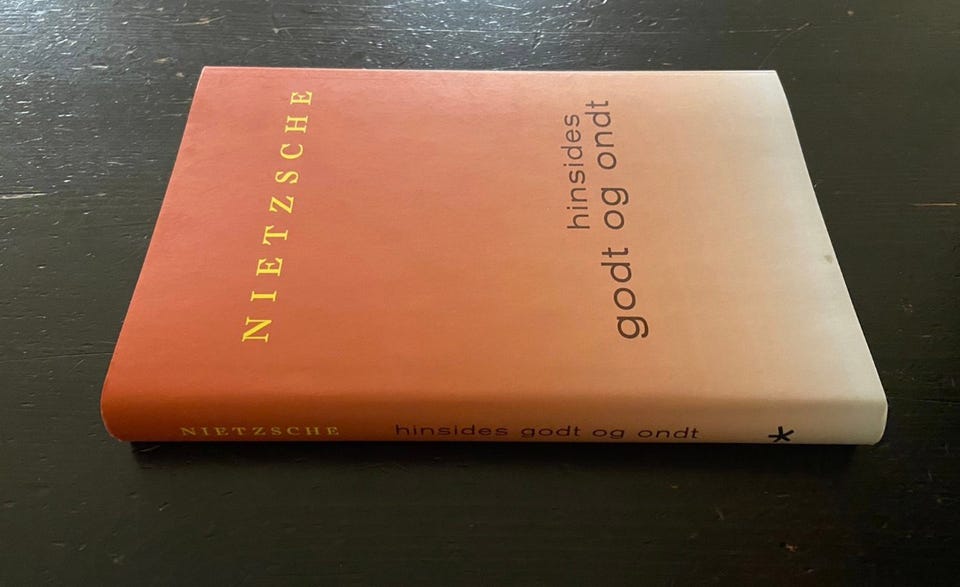 NIETZSCHE
hinsides
godt og ondt
NIETZSCHE hinsides godt og ondt *